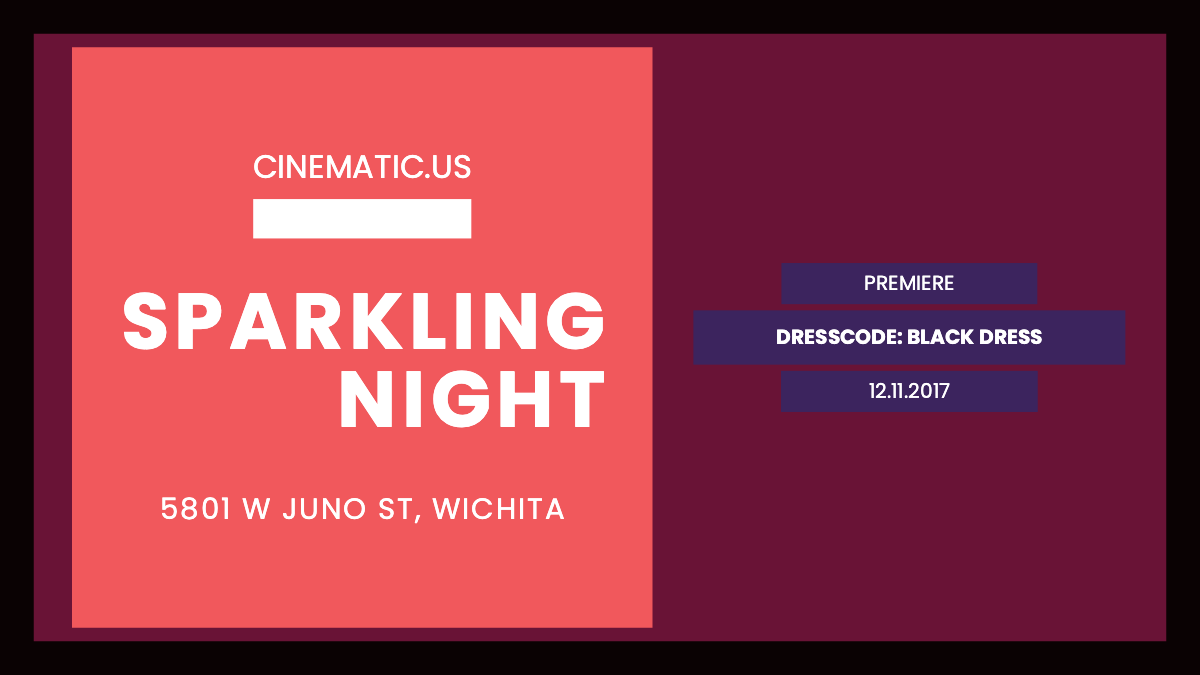 CINEMATIC.US
SPARKLING
NIGHT
5801 W JUNO ST, WICHITA
PREMIERE
DRESSCODE: BLACK DRESS
12.11.2017